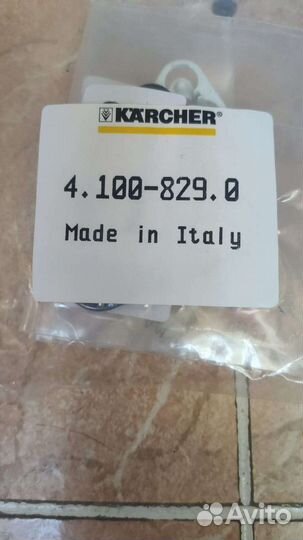 KÄRCHER®
4.100-829.0
Made in Italy
Avito